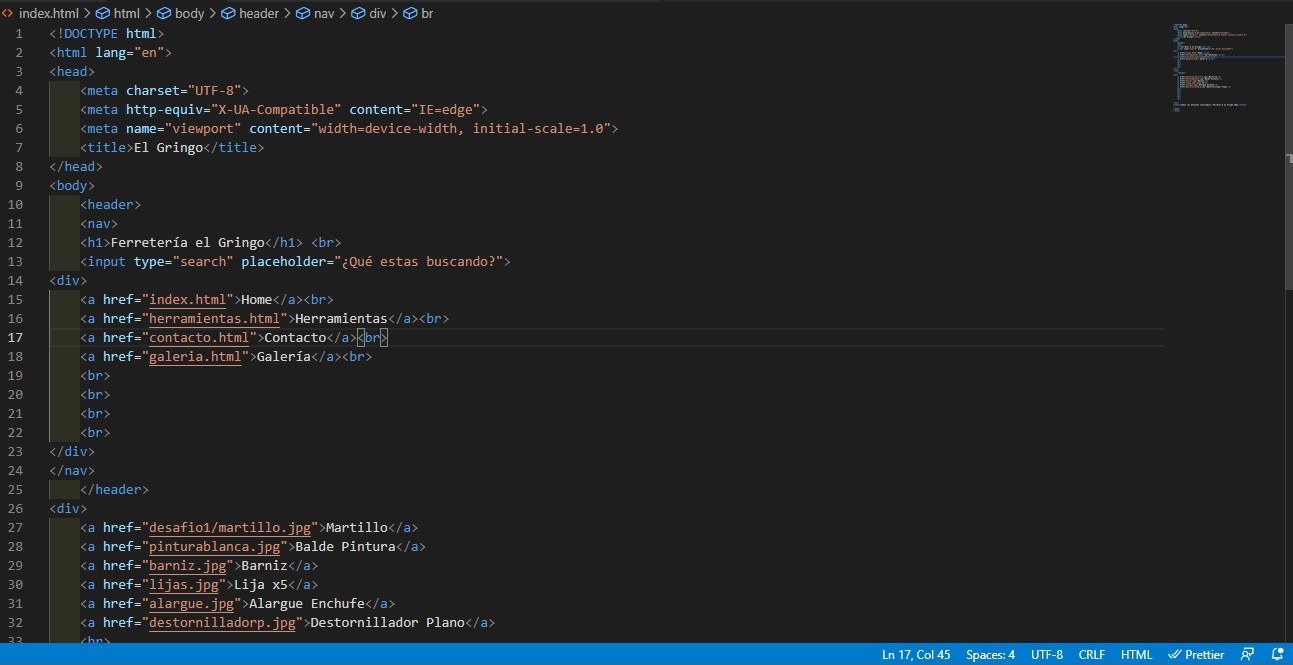 index.html > html > body > header > nav > div > br
1 <!DOCTYPE html>
2 <html lang="en">
3 <head>
4     <meta charset="UTF-8">
5     <meta http-equiv="X-UA-Compatible" content="IE=edge">
6     <meta name="viewport" content="width=device-width, initial-scale=1.0">
7     <title>El Gringo</title>
8 </head>
9 <body>
10     <header>
11     <nav>
12     <h1>Ferretería el Gringo</h1> <br>
13     <input type="search" placeholder="¿Qué estas buscando?">
14 <div>
15     <a href="index.html">Home</a><br>
16     <a href="herramientas.html">Herramientas</a><br>
17     <a href="contacto.html">Contacto</a><br>
18     <a href="galeria.html">Galería</a><br>
19     <br>
20     <br>
21     <br>
22     <br>
23 </div>
24 </nav>
25     </header>
26 <div>
27     <a href="desafio1/martillo.jpg">Martillo</a>
28     <a href="pinturablanca.jpg">Balde Pintura</a>
29     <a href="barniz.jpg">Barniz</a>
30     <a href="lijas.jpg">Lija x5</a>
31     <a href="alargue.jpg">Alargue Enchufe</a>
32     <a href="destornilladorp.jpg">Destornillador Plano</a>
33     <br>
Ln 17, Col 45 Spaces: 4 UTF-8 CRLF HTML Prettier